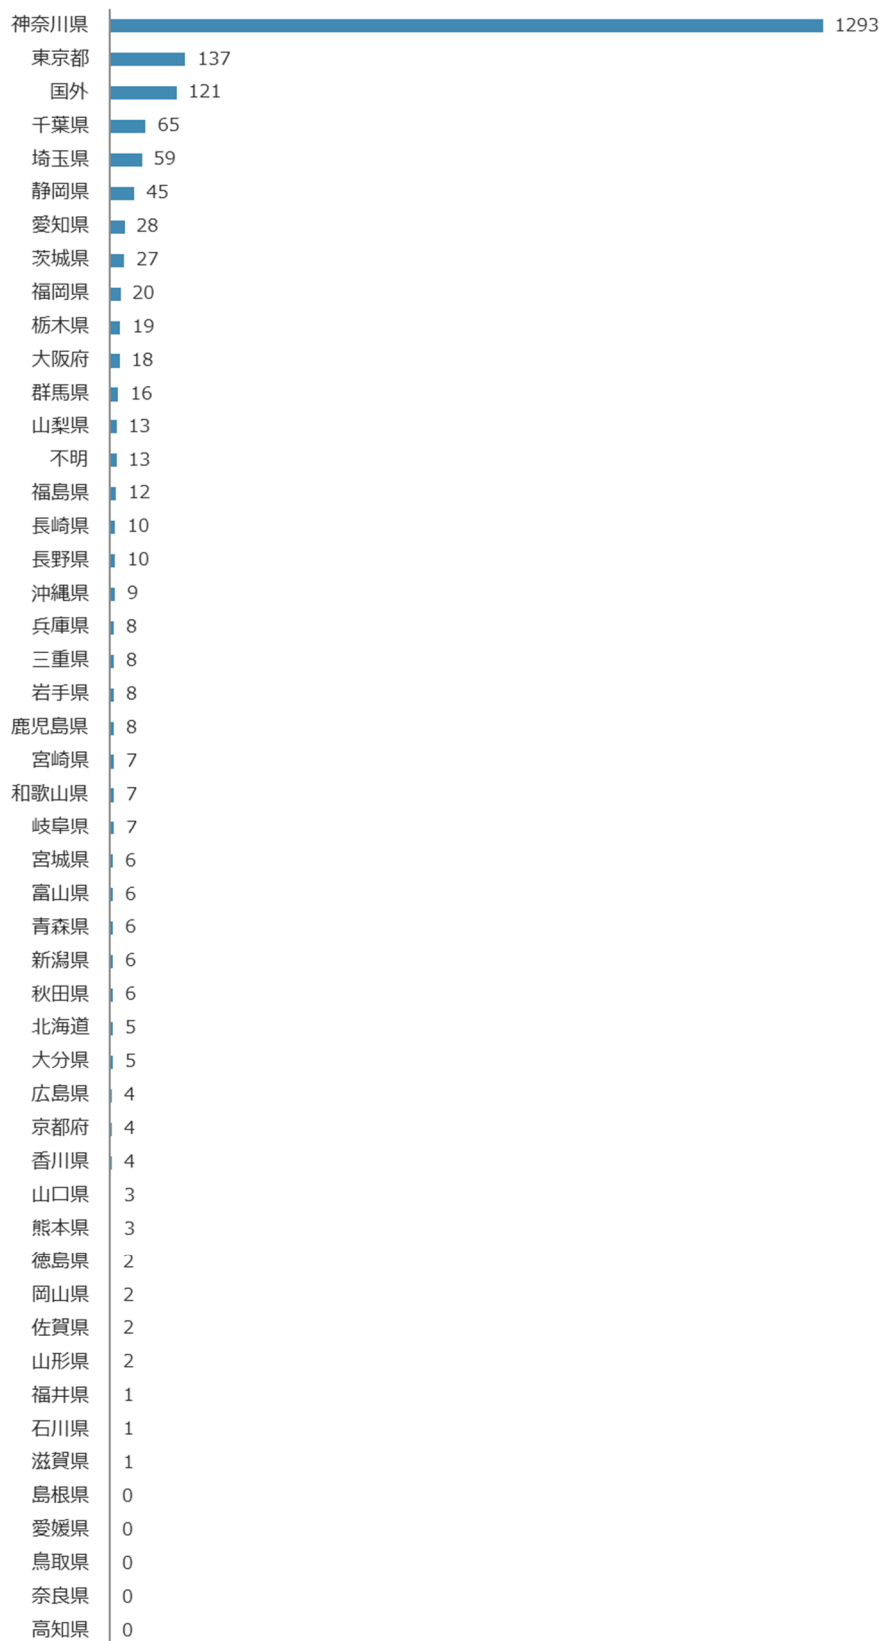 神奈川県 1293
東京都 137
国外 121
千葉県 65
埼玉県 59
静岡県 45
愛知県 28
茨城県 27
福岡県 20
栃木県 19
大阪府 18
群馬県 16
山梨県 13
不明 13
福島県 12
長崎県 10
長野県 10
沖縄県 9
兵庫県 8
三重県 8
岩手県 8
鹿児島県 8
宮崎県 7
和歌山県 7
岐阜県 7
宮城県 6
富山県 6
青森県 6
新潟県 6
秋田県 6
北海道 5
大分県 5
広島県 4
京都府 4
香川県 4
山口県 3
熊本県 3
徳島県 2
岡山県 2
佐賀県 2
山形県 2
福井県 1
石川県 1
滋賀県 1
島根県 0
愛媛県 0
鳥取県 0
奈良県 0
高知県 0